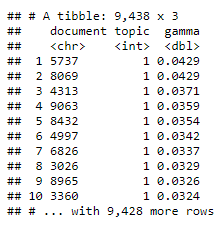 ## # A tibble: 9,438 x 3
##    document topic  gamma
##    <chr>    <int>  <dbl>
##  1 5737         1 0.0429
##  2 8069         1 0.0429
##  3 4313         1 0.0371
##  4 9063         1 0.0359
##  5 8432         1 0.0354
##  6 4997         1 0.0342
##  7 6826         1 0.0337
##  8 3026         1 0.0329
##  9 8965         1 0.0326
## 10 3360         1 0.0324
## # ... with 9,428 more rows